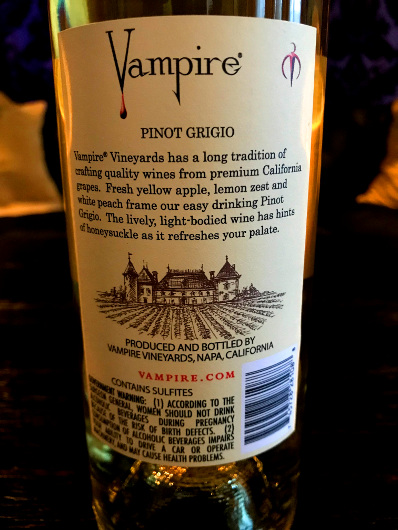 Vampire®
PINOT GRIGIO
Vampire® Vineyards has a long tradition of
crafting quality wines from premium California
grapes. Fresh yellow apple, lemon zest and
white peach frame our easy drinking Pinot
Grigio. The lively, light-bodied wine has hints
of honeysuckle as it refreshes your palate.
PRODUCED AND BOTTLED BY
VAMPIRE VINEYARDS, NAPA, CALIFORNIA
VAMPIRE.COM
CONTAINS SULFITES
WARNING: (1) ACCORDING TO THE
GENERAL, WOMEN SHOULD NOT DRINK
BEVERAGES DURING PREGNANCY
OF THE RISK OF BIRTH DEFECTS. (2)
OF ALCOHOLIC BEVERAGES IMPAIRS
TO DRIVE A CAR OR OPERATE
AND MAY CAUSE HEALTH PROBLEMS.